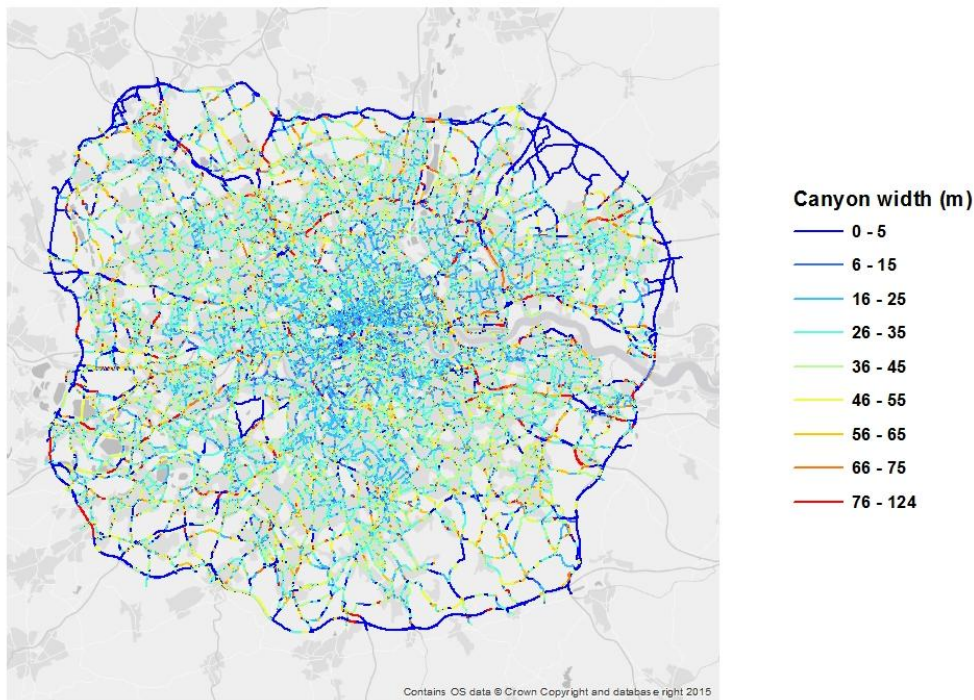 Canyon width (m)
0 - 5
6 - 15
16 - 25
26 - 35
36 - 45
46 - 55
56 - 65
66 - 75
76 - 124
Contains OS data © Crown Copyright and database right 2015